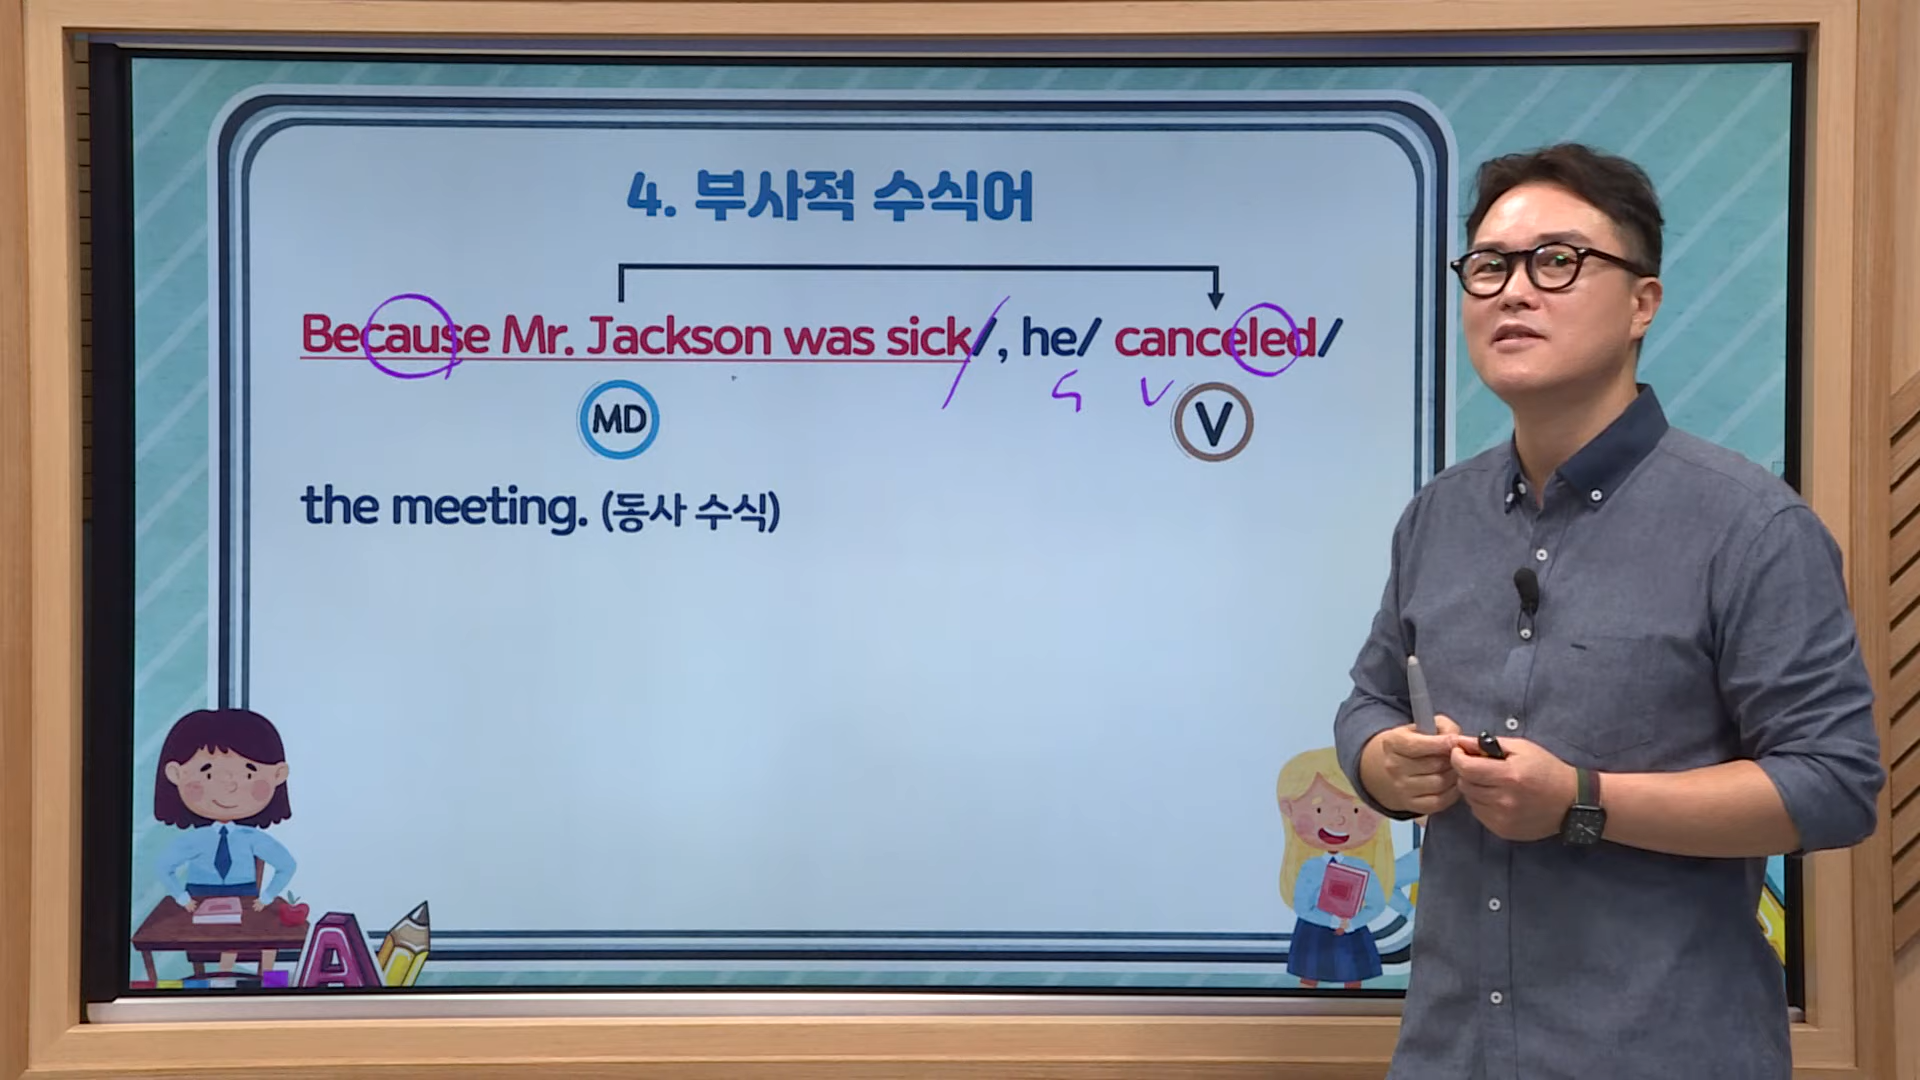 4. 부사적 수식어
Because Mr. Jackson was sick/, he/ canceled/
S V
MD V
the meeting. (동사 수식)
A